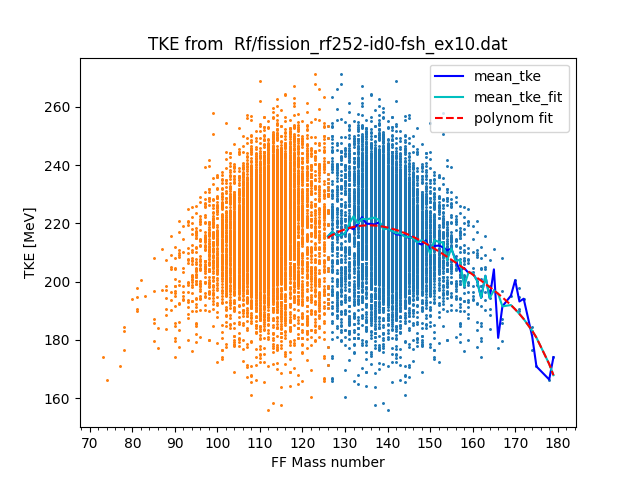 TKE from  Rf/fission_rf252-id0-fsh_ex10.dat
mean_tke
mean_tke_fit
polynom fit
TKE [MeV]
260
240
220
200
180
160
70 80 90 100 110 120 130 140 150 160 170 180
FF Mass number